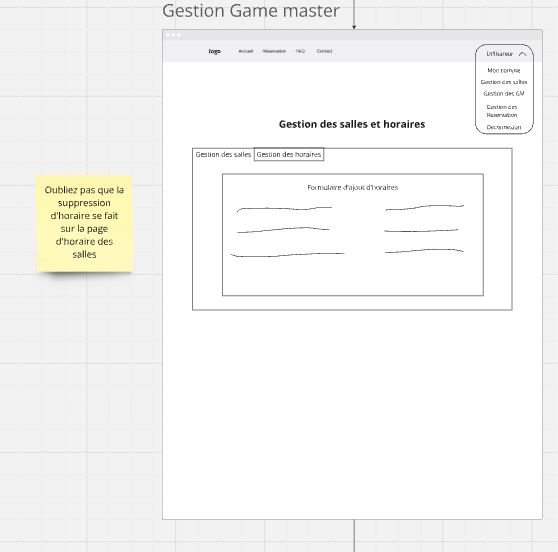 Gestion Game master
logo Accueil Réservation FAQ Contact
Utilisateur
Mon compte
Gestion des salles
Gestion des GM
Gestion des
Réservation
Déconnexion
Gestion des salles et horaires
Gestion des salles Gestion des horaires
Formulaire d'ajout d'horaires
Oubliez pas que la
suppression
d'horaire se fait
sur la page
d'horaire des
salles